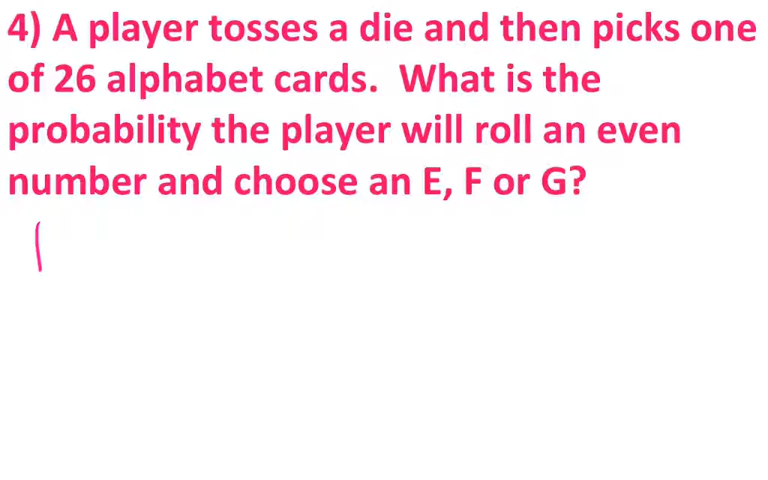 4) A player tosses a die and then picks one
of 26 alphabet cards.  What is the
probability the player will roll an even
number and choose an E, F or G?